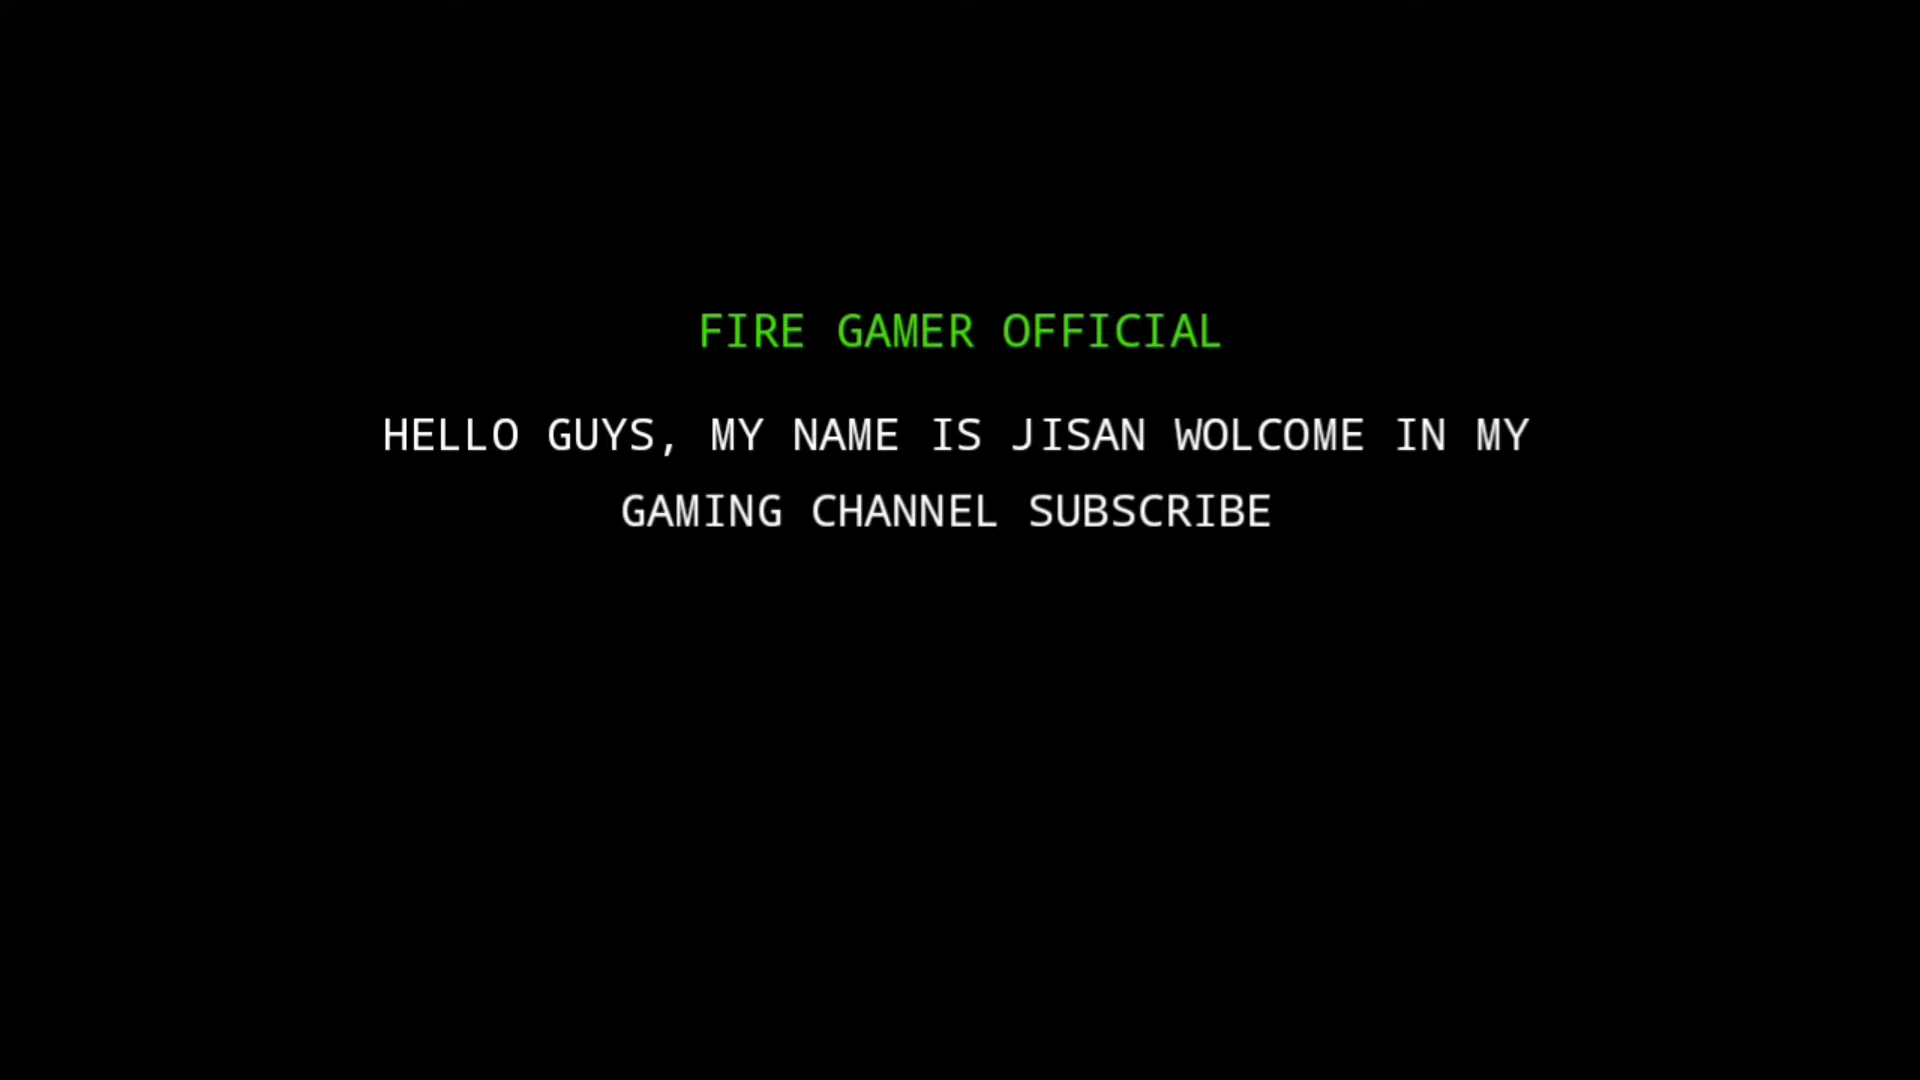 FIRE GAMER OFFICIAL
HELLO GUYS, MY NAME IS JISAN WOLCOME IN MY
GAMING CHANNEL SUBSCRIBE